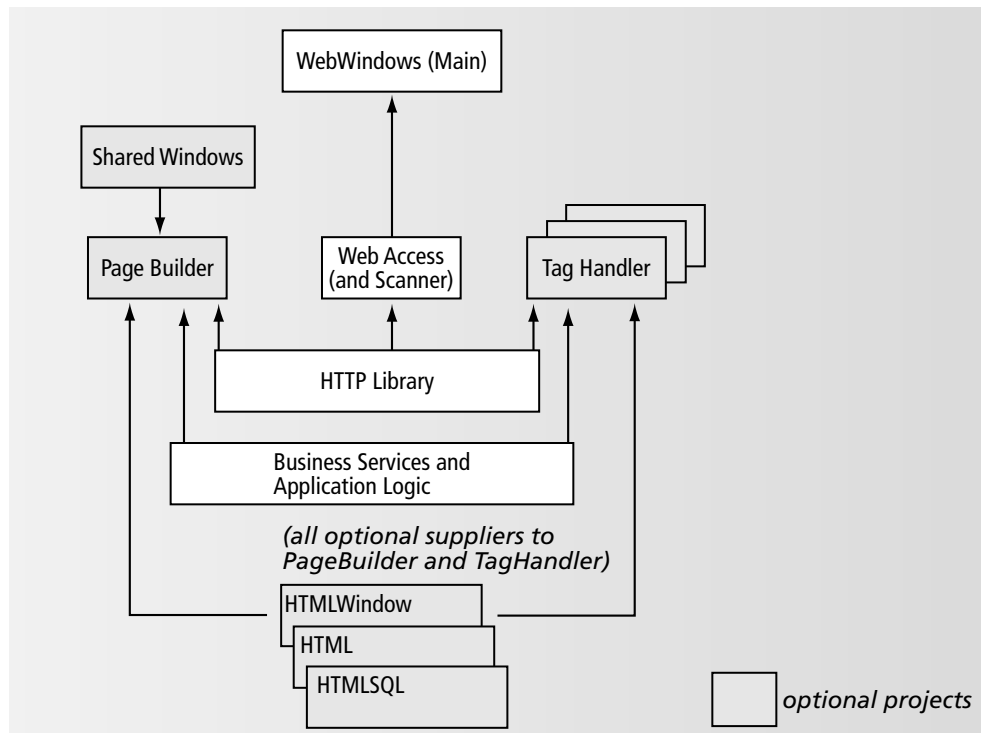 WebWindows (Main)
Shared Windows
Page Builder
Web Access
(and Scanner)
Tag Handler
HTTP Library
Business Services and
Application Logic
(all optional suppliers to
PageBuilder and TagHandler)
HTMLWindow
HTML
HTMLSQL
optional projects